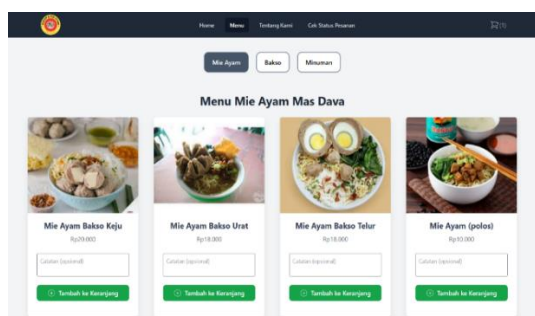 Home Menu Tentang Kami Cek Status Pesanan
Mie Ayam Bakso Minuman
Menu Mie Ayam Mas Dava
Mie Ayam Bakso Keju
Rp20.000
Catatan (opsional)
Tambah ke Keranjang
Mie Ayam Bakso Urat
Rp18.000
Catatan (opsional)
Tambah ke Keranjang
Mie Ayam Bakso Telur
Rp18.000
Catatan (opsional)
Tambah ke Keranjang
Mie Ayam (polos)
Rp10.000
Catatan (opsional)
Tambah ke Keranjang